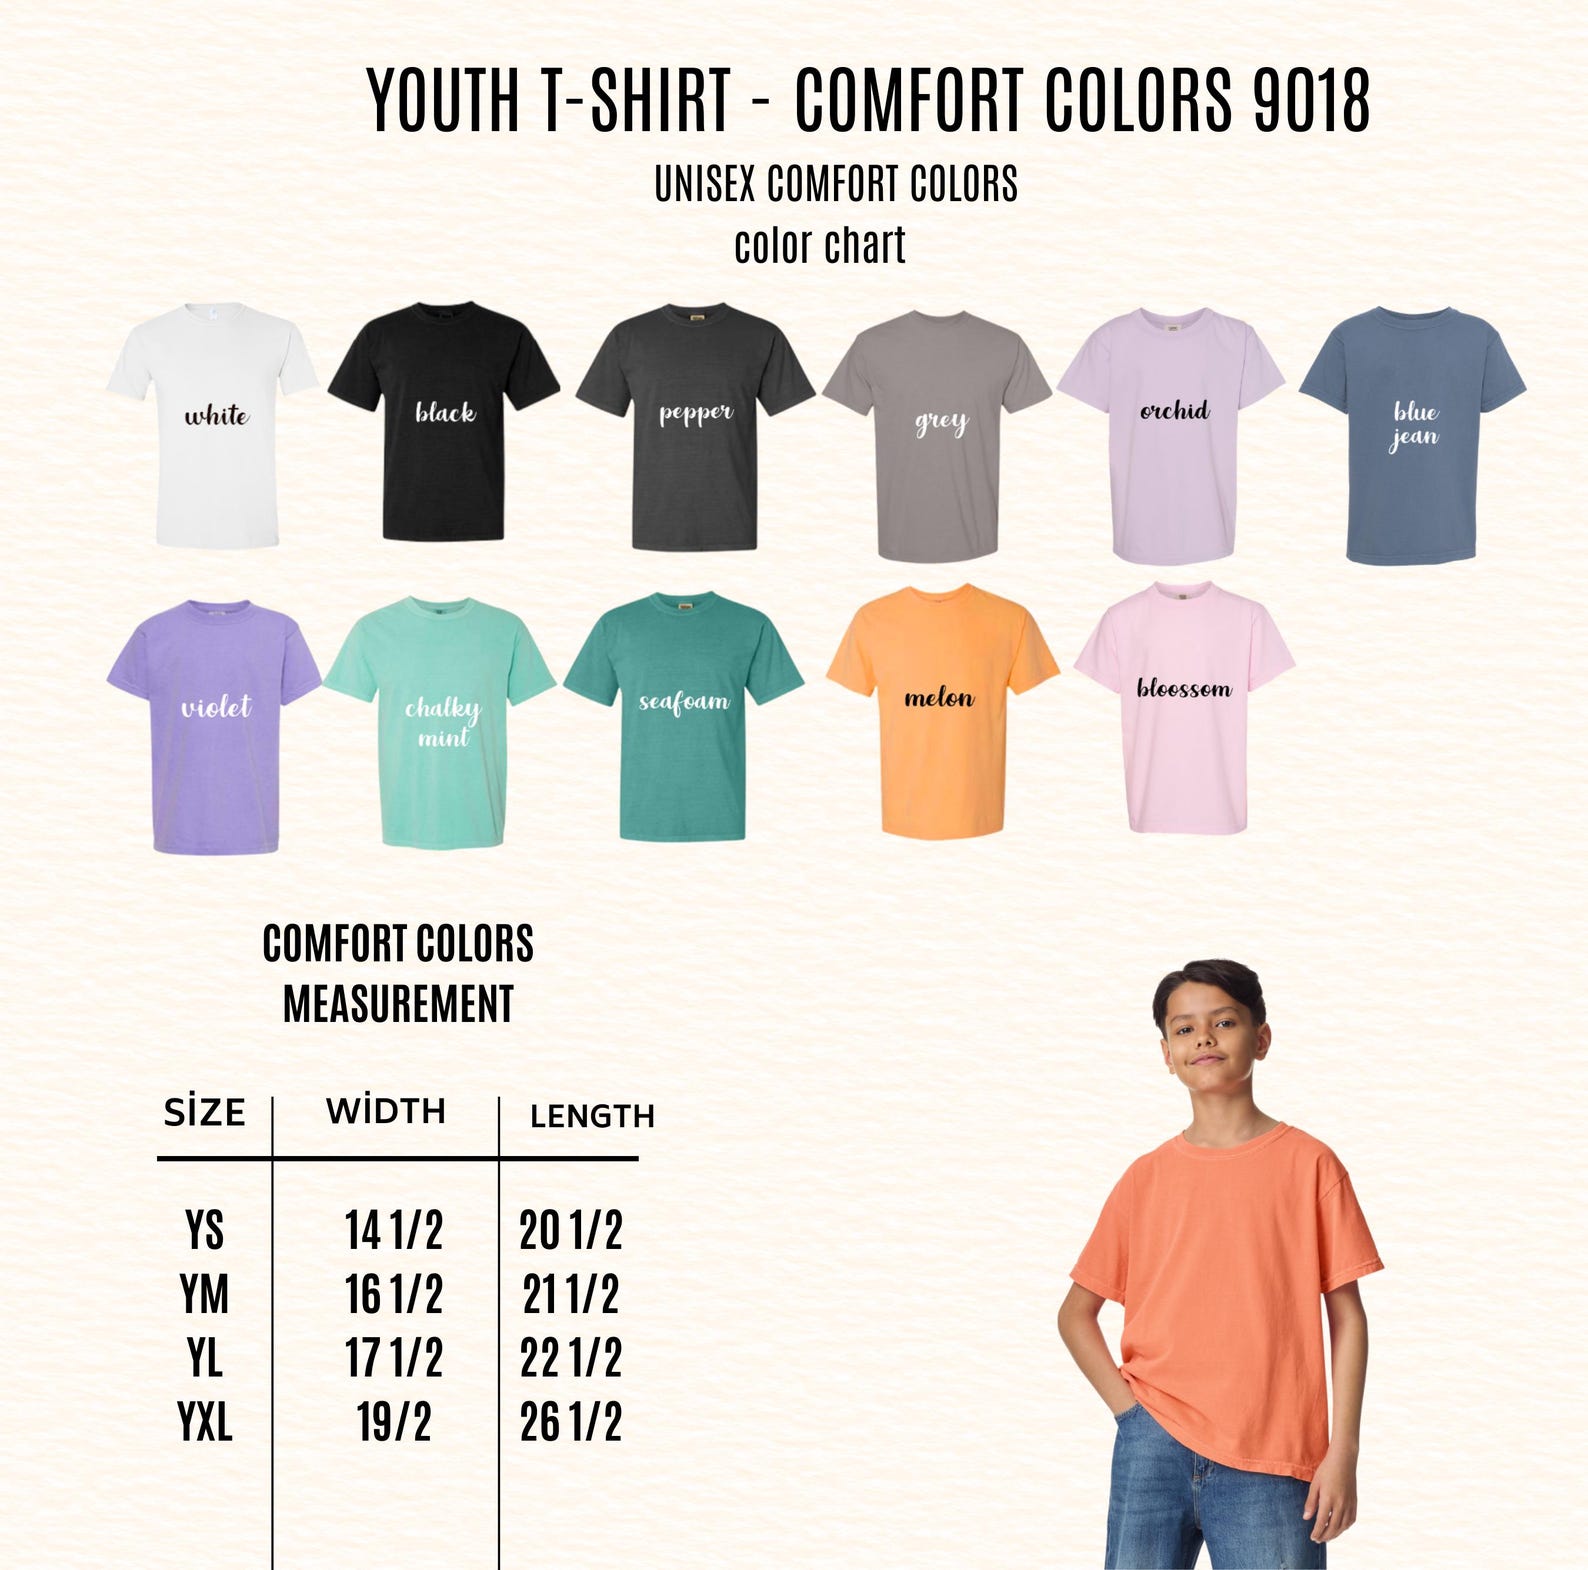 YOUTH T-SHIRT - COMFORT COLORS 9018
UNISEX COMFORT COLORS
color chart
white
black
pepper
grey
orchid
blue
jean
violet
chalky
mint
seafoam
melon
bloossom
COMFORT COLORS
MEASUREMENT
SİZE WİDTH LENGTH
YS 14 1/2 20 1/2
YM 16 1/2 21 1/2
YL 17 1/2 22 1/2
YXL 19/2 26 1/2